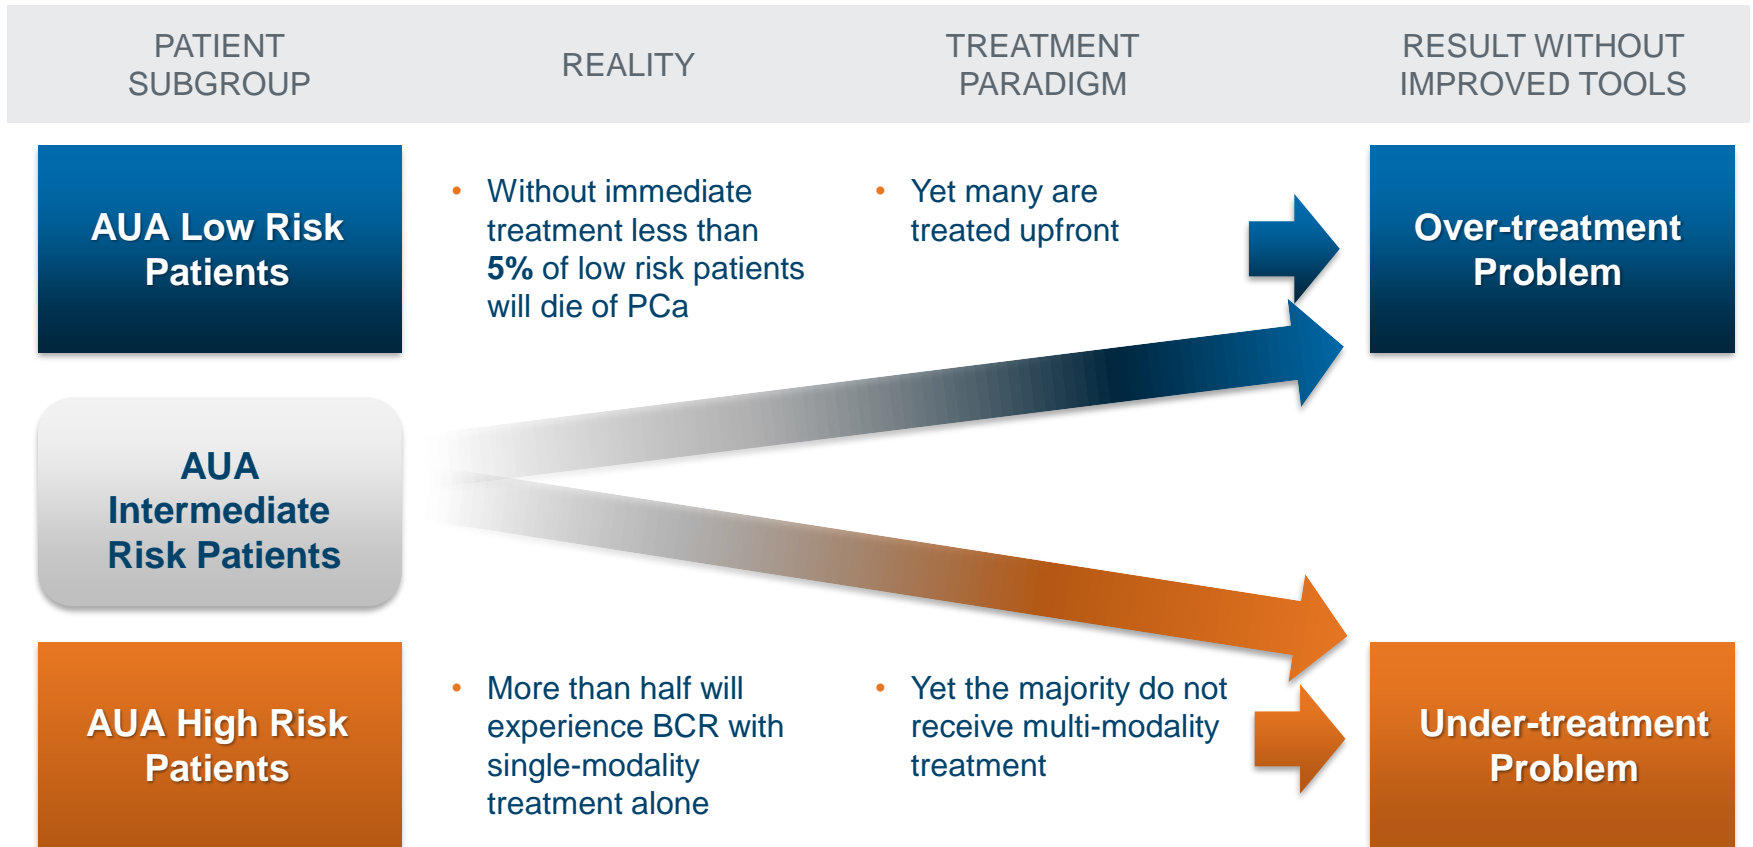 PATIENT
SUBGROUP
REALITY
TREATMENT
PARADIGM
RESULT WITHOUT
IMPROVED TOOLS
AUA Low Risk
Patients
• Without immediate
treatment less than
5% of low risk patients
will die of PCa
• Yet many are
treated upfront
Over-treatment
Problem
AUA
Intermediate
Risk Patients
AUA High Risk
Patients
• More than half will
experience BCR with
single-modality
treatment alone
• Yet the majority do not
receive multi-modality
treatment
Under-treatment
Problem